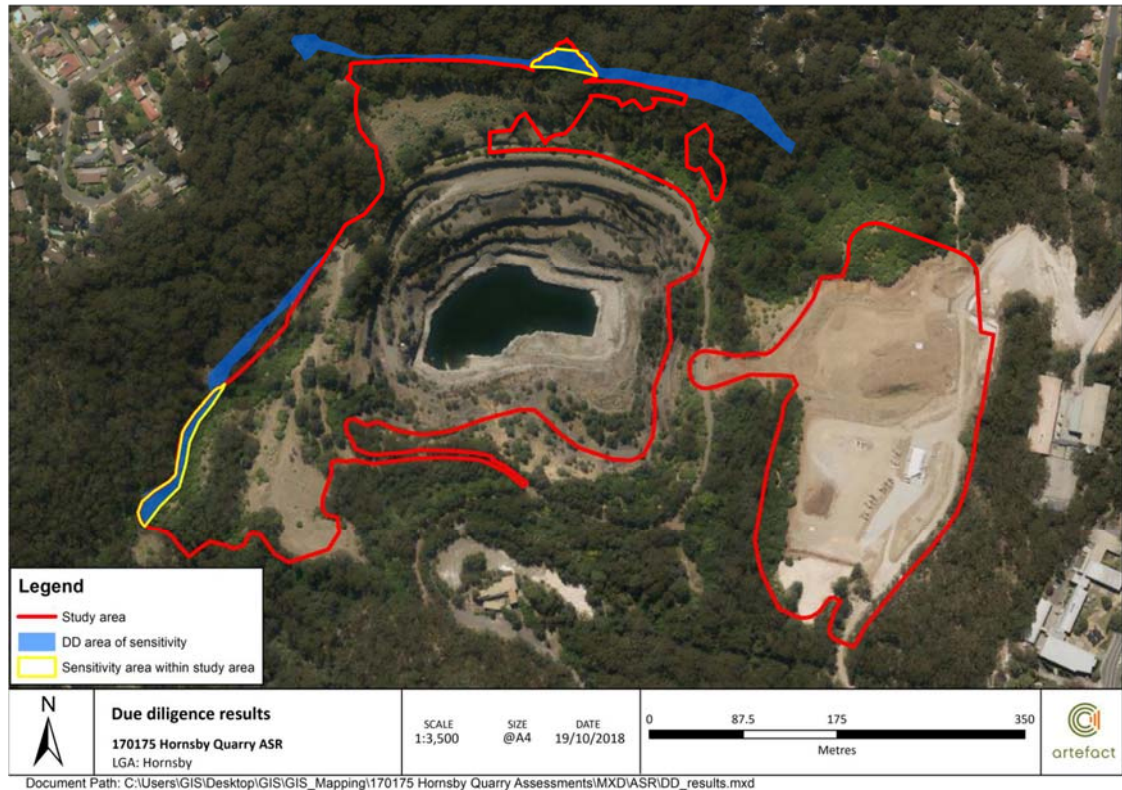 Legend
Study area
DD area of sensitivity
Sensitivity area within study area
N
Due diligence results
170175 Hornsby Quarry ASR
LGA: Hornsby
SCALE
1:3,500
SIZE
@A4
DATE
19/10/2018
0 87.5 175 350
Metres
artefact
Document Path: C:\Users\GIS\Desktop\GIS\GIS_Mapping\170175 Hornsby Quarry Assessments\MXD\ASR\DD_results.mxd